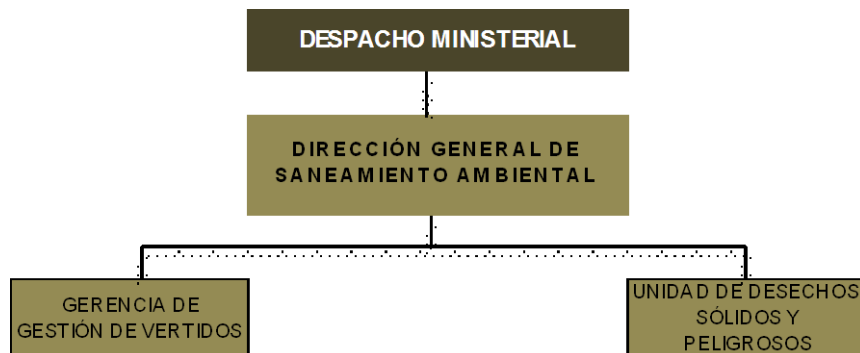 DESPACHO MINISTERIAL
DIRECCIÓN GENERAL DE
SANEAMIENTO AMBIENTAL
GERENCIA DE
GESTIÓN DE VERTIDOS
UNIDAD DE DESECHOS
SÓLIDOS Y
PELIGROSOS